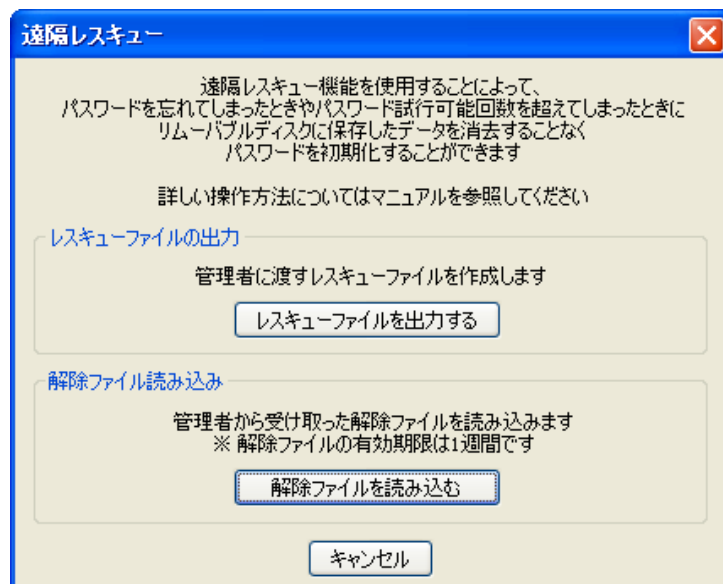 遠隔レスキュー
遠隔レスキュー機能を使用することによって、
パスワードを忘れてしまったときやパスワード試行可能回数を超えてしまったときに
リムーバブルディスクに保存したデータを消去することなく
パスワードを初期化することができます
詳しい操作方法についてはマニュアルを参照してください
レスキューファイルの出力
管理者に渡すレスキューファイルを作成します
レスキューファイルを出力する
解除ファイル読み込み
管理者から受け取った解除ファイルを読み込みます
※ 解除ファイルの有効期限は1週間です
解除ファイルを読み込む
キャンセル